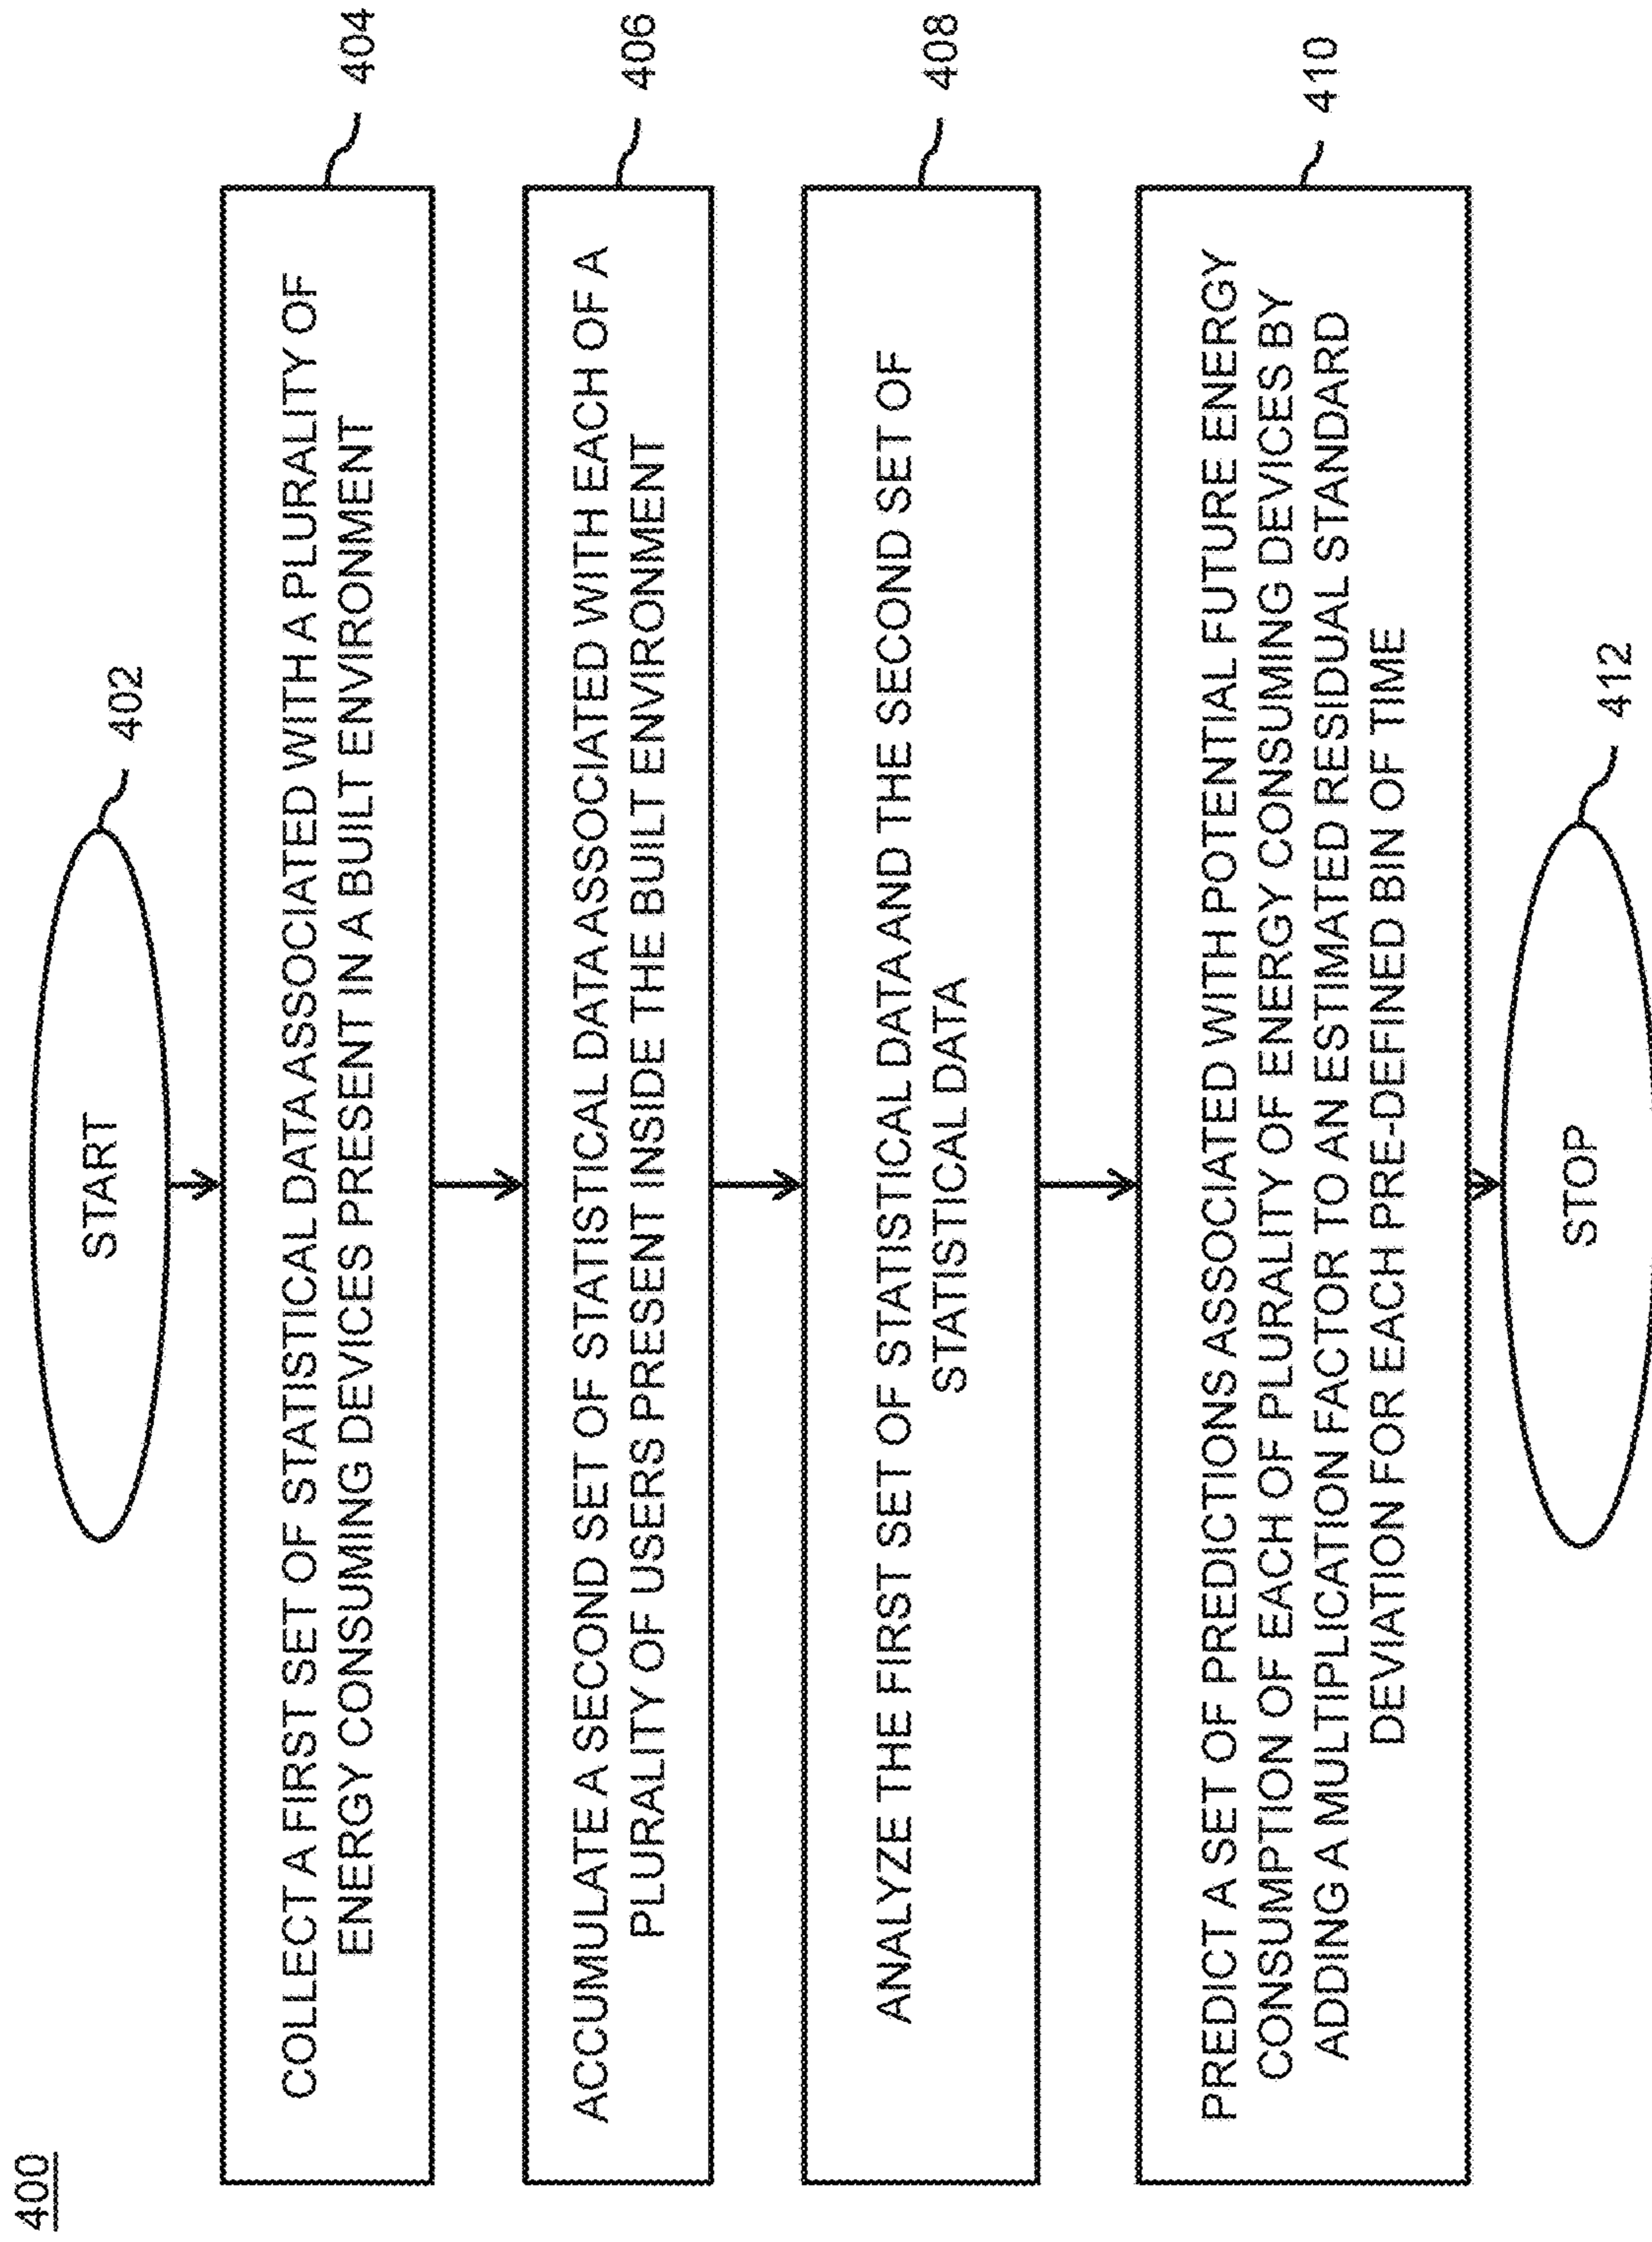 400
START
402
COLLECT A FIRST SET OF STATISTICAL DATA ASSOCIATED WITH A PLURALITY OF
ENERGY CONSUMING DEVICES PRESENT IN A BUILT ENVIRONMENT
404
ACCUMULATE A SECOND SET OF STATISTICAL DATA ASSOCIATED WITH EACH OF A
PLURALITY OF USERS PRESENT INSIDE THE BUILT ENVIRONMENT
406
ANALYZE THE FIRST SET OF STATISTICAL DATA AND THE SECOND SET OF
STATISTICAL DATA
408
PREDICT A SET OF PREDICTIONS ASSOCIATED WITH POTENTIAL FUTURE ENERGY
CONSUMPTION OF EACH OF PLURALITY OF ENERGY CONSUMING DEVICES BY
ADDING A MULTIPLICATION FACTOR TO AN ESTIMATED RESIDUAL STANDARD
DEVIATION FOR EACH PRE-DEFINED BIN OF TIME
410
STOP
412